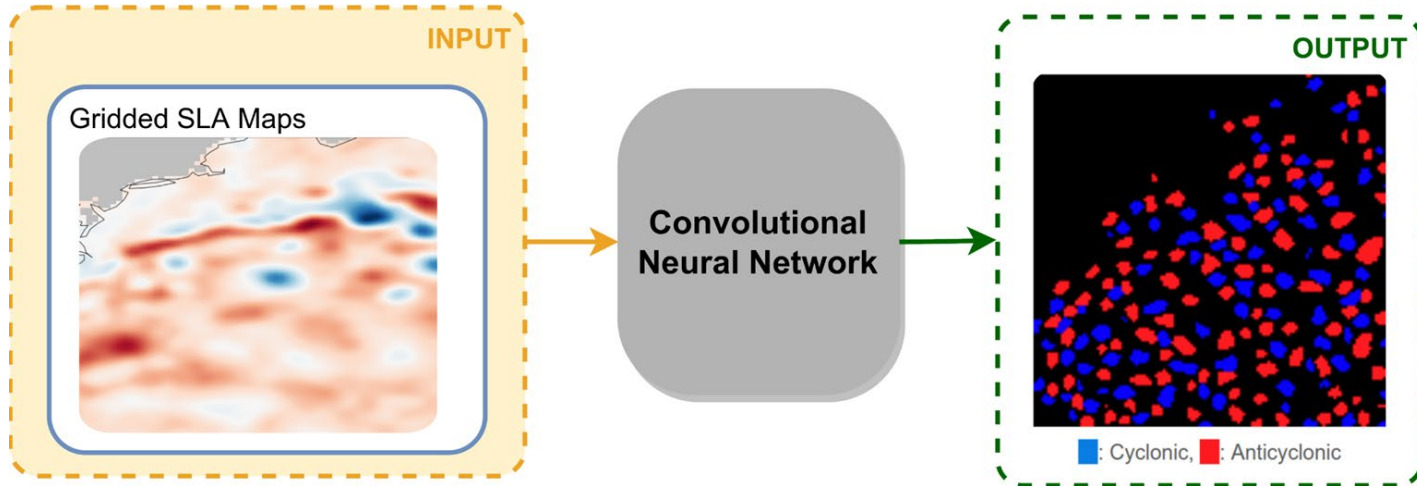 INPUT
Gridded SLA Maps
Convolutional
Neural Network
OUTPUT
: Cyclonic, : Anticyclonic